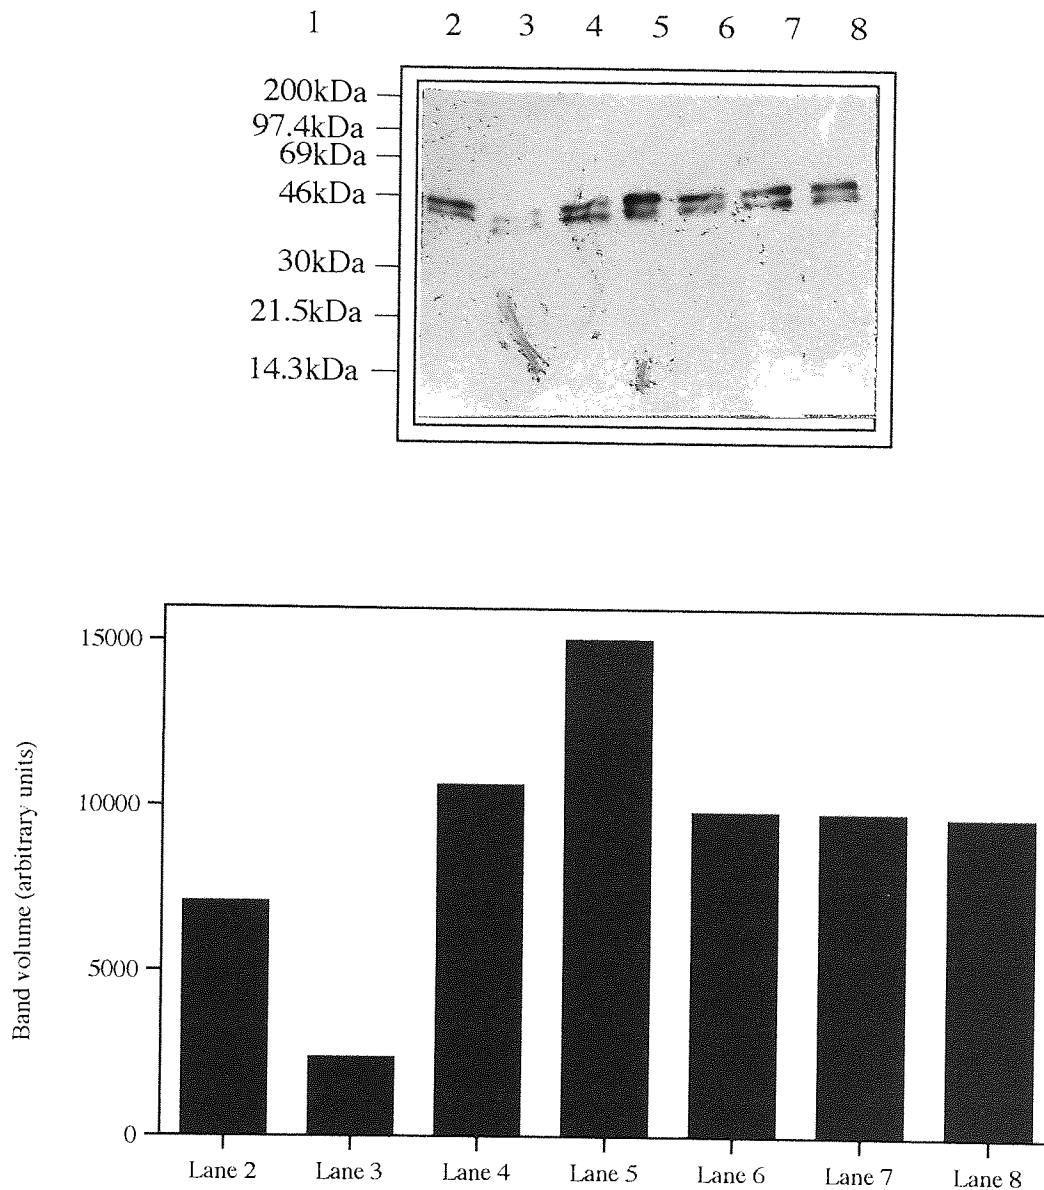 1 2 3 4 5 6 7 8
200kDa
97.4kDa
69kDa
46kDa
30kDa
21.5kDa
14.3kDa
15000
10000
5000
0
Band volume (arbitrary units)
Lane 2 Lane 3 Lane 4 Lane 5 Lane 6 Lane 7 Lane 8